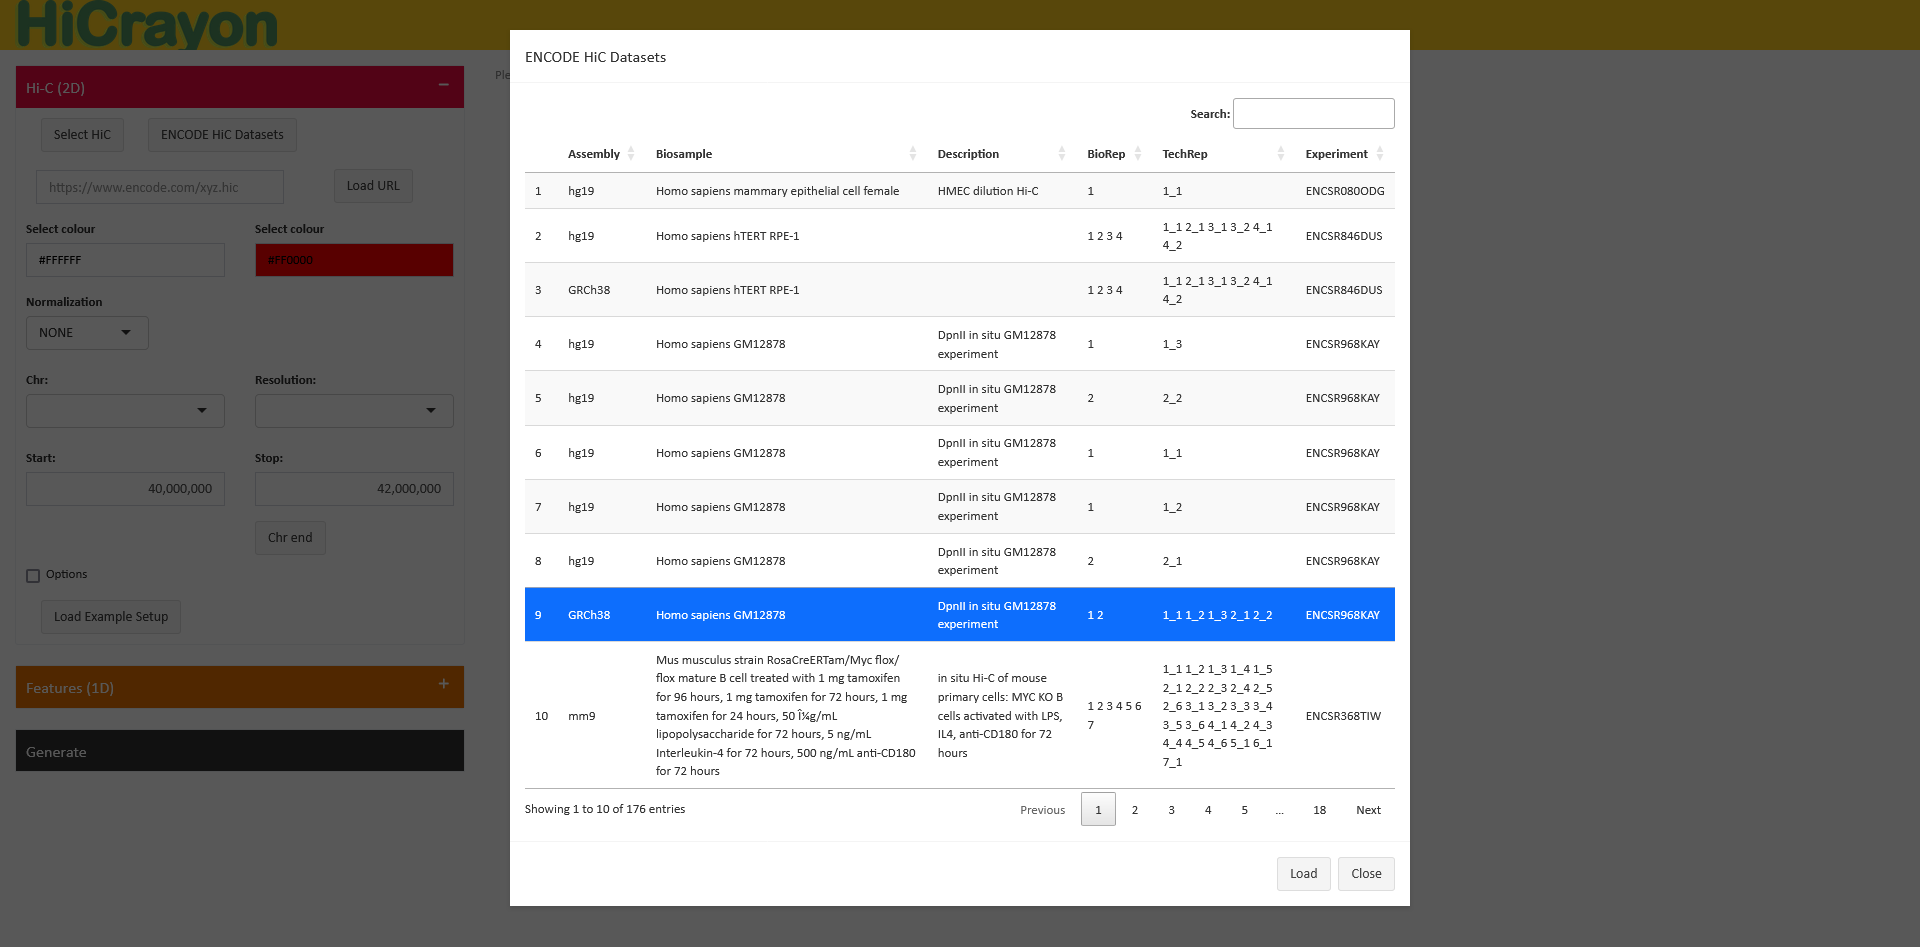 HiCrayon
Hi-C (2D)
Select HiC
ENCODE HiC Datasets
https://www.encode.com/xyz.hic
Load URL
Select colour
Select colour
#FFFFFF
#FF0000
Normalization
NONE
Chr:
Resolution:
Start:
Stop:
40,000,000
42,000,000
Chr end
Options
Load Example Setup
Features (1D)
Generate
Ple
ENCODE HiC Datasets
Search:
Assembly Biosample Description BioRep TechRep Experiment
1 hg19 Homo sapiens mammary epithelial cell female HMEC dilution Hi-C 1 1_1 ENCSR080ODG
2 hg19 Homo sapiens hTERT RPE-1 1 2 3 4 1_1 2_1 3_1 3_2 4_1
4_2 ENCSR846DUS
3 GRCh38 Homo sapiens hTERT RPE-1 1 2 3 4 1_1 2_1 3_1 3_2 4_1
4_2 ENCSR846DUS
4 hg19 Homo sapiens GM12878 DpnII in situ GM12878
experiment 1 1_3 ENCSR968KAY
5 hg19 Homo sapiens GM12878 DpnII in situ GM12878
experiment 2 2_2 ENCSR968KAY
6 hg19 Homo sapiens GM12878 DpnII in situ GM12878
experiment 1 1_1 ENCSR968KAY
7 hg19 Homo sapiens GM12878 DpnII in situ GM12878
experiment 1 1_2 ENCSR968KAY
8 hg19 Homo sapiens GM12878 DpnII in situ GM12878
experiment 2 2_1 ENCSR968KAY
9 GRCh38 Homo sapiens GM12878 DpnII in situ GM12878
experiment 1 2 1_1 1_2 1_3 2_1 2_2 ENCSR968KAY
10 mm9
Mus musculus strain RosaCreERTam/Myc flox/
flox mature B cell treated with 1 mg tamoxifen
for 96 hours, 1 mg tamoxifen for 72 hours, 1 mg
tamoxifen for 24 hours, 50 Î¼g/mL
lipopolysaccharide for 72 hours, 5 ng/mL
Interleukin-4 for 72 hours, 500 ng/mL anti-CD180
for 72 hours
in situ Hi-C of mouse
primary cells: MYC KO B
cells activated with LPS,
IL4, anti-CD180 for 72
hours
1 2 3 4 5 6
7
1_1 1_2 1_3 1_4 1_5
2_1 2_2 2_3 2_4 2_5
2_6 3_1 3_2 3_3 3_4
3_5 3_6 4_1 4_2 4_3
4_4 4_5 4_6 5_1 6_1
7_1
ENCSR368TIW
Showing 1 to 10 of 176 entries
Previous 1 2 3 4 5 … 18 Next
Load
Close